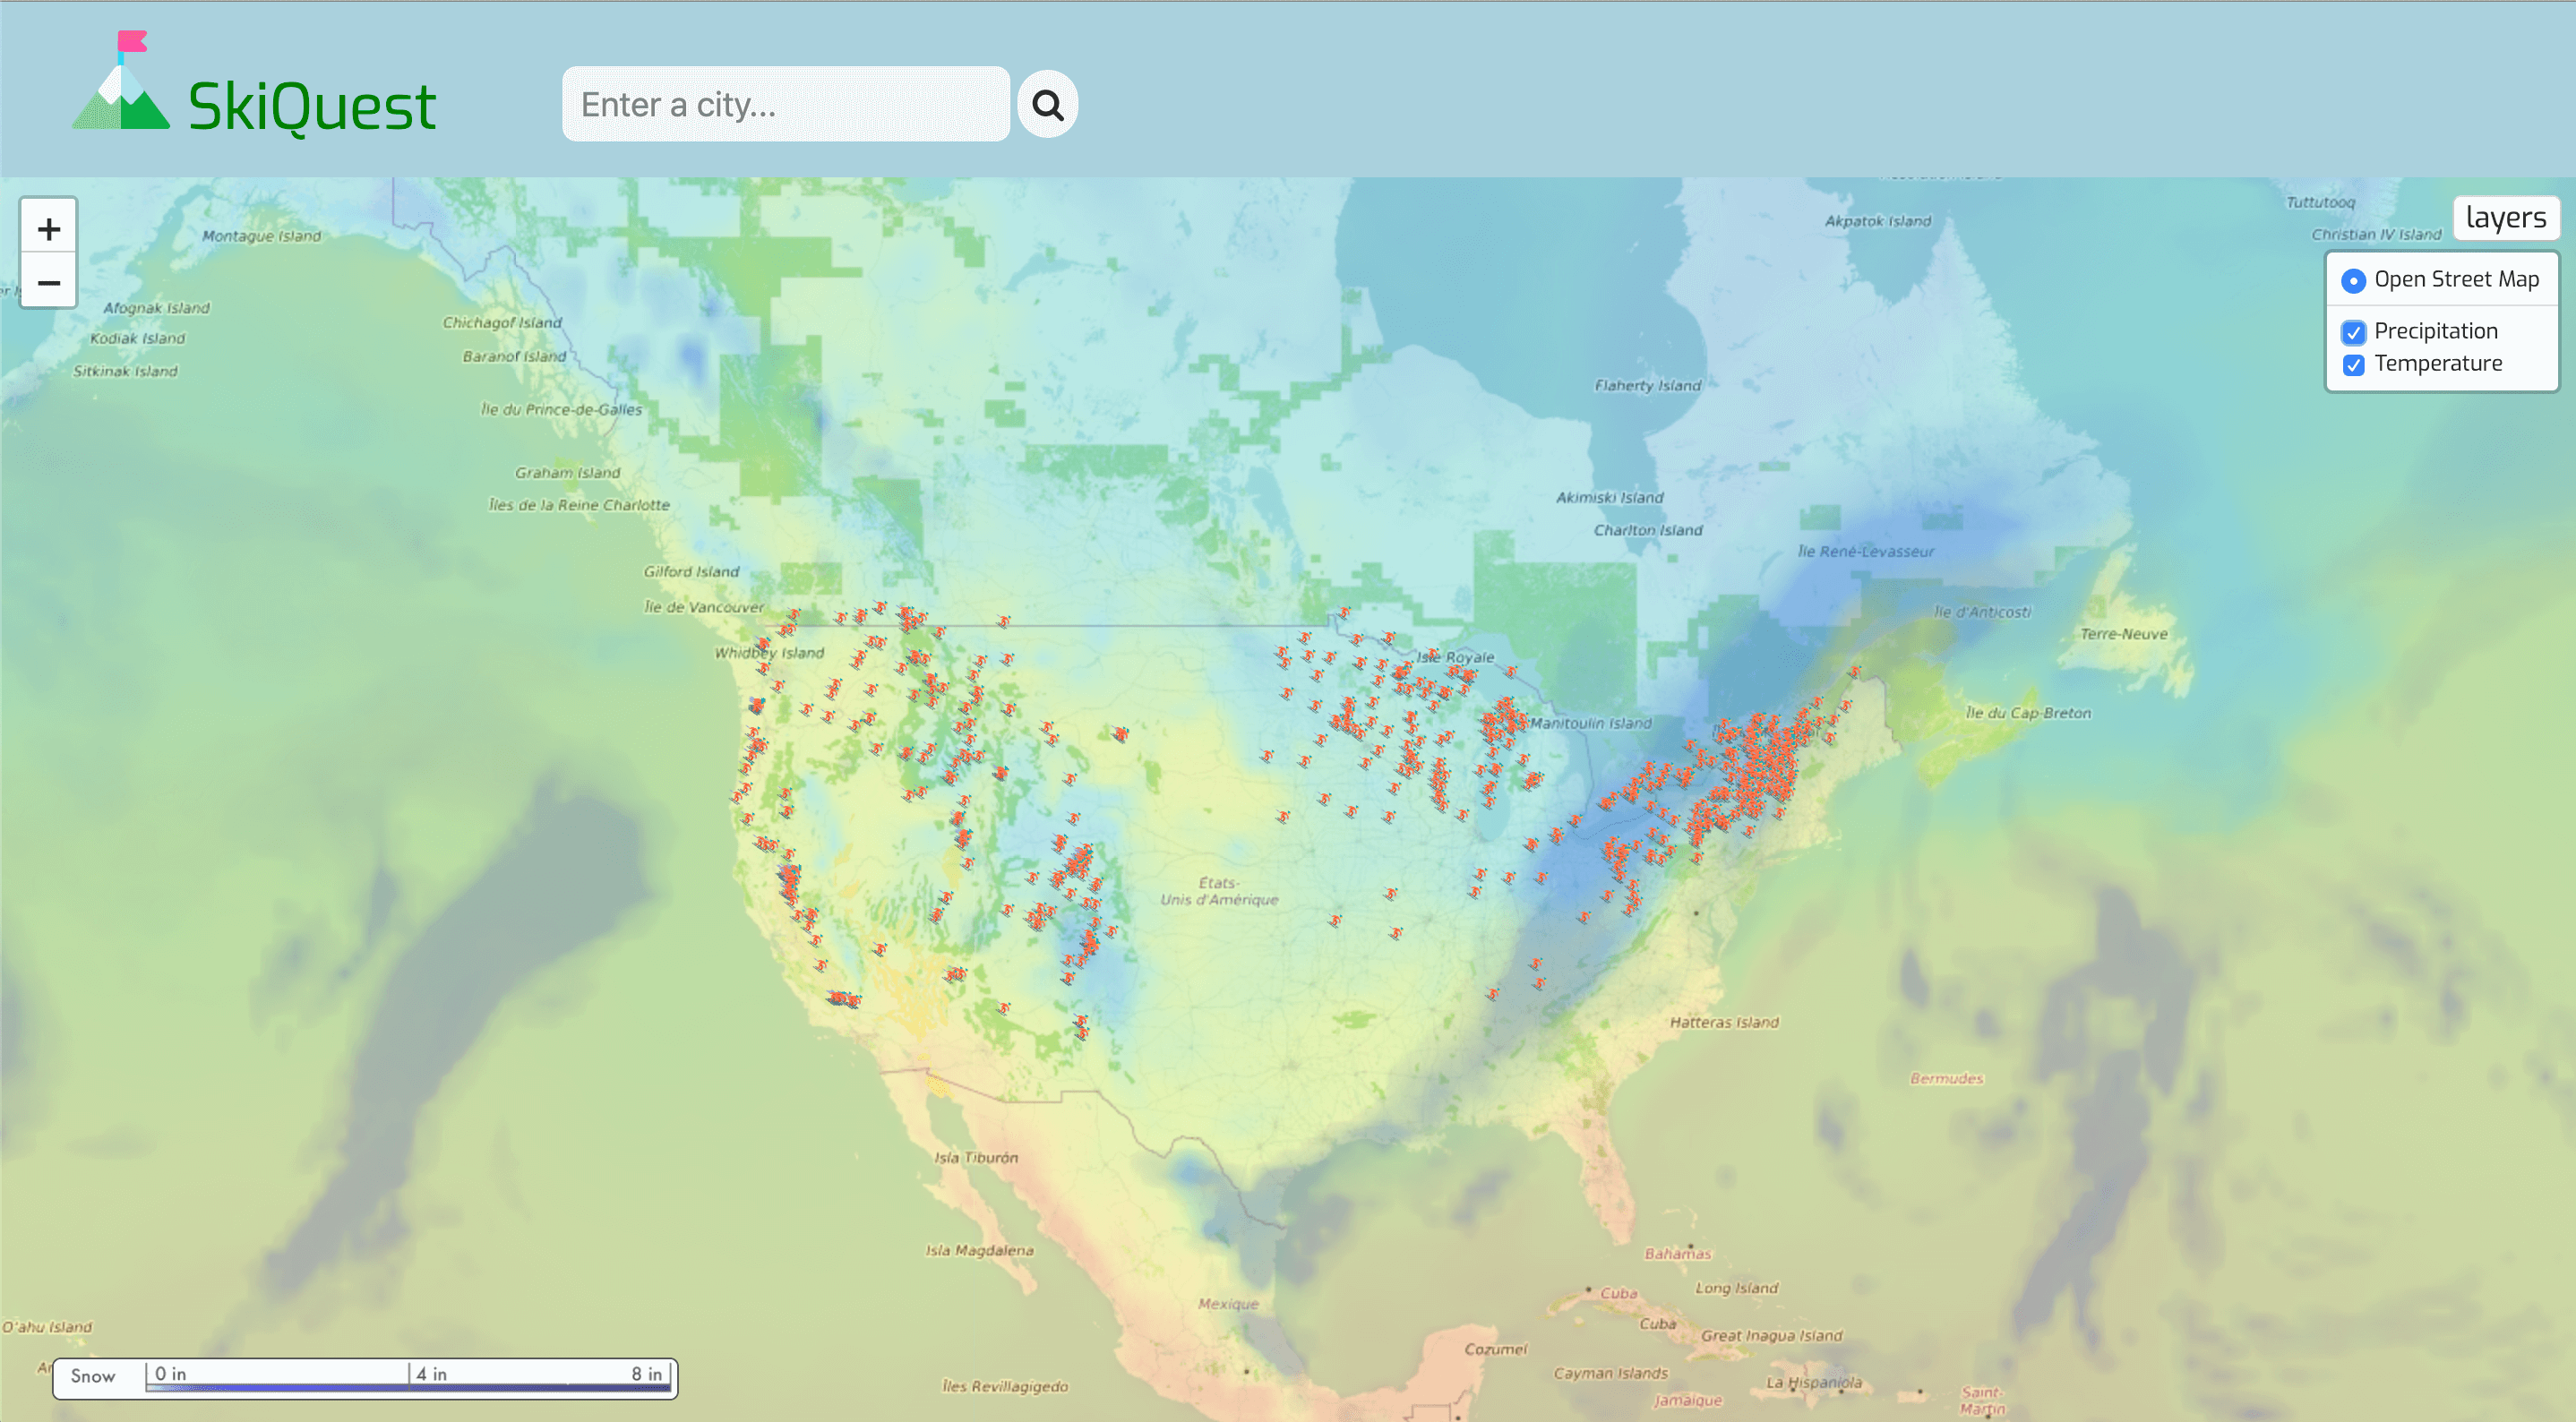 SkiQuest
Enter a city...
+
−
layers
Open Street Map
Precipitation
Temperature
Montague Island
Afognak Island
Kodiak Island
Sitkinak Island
Chichagof Island
Baranof Island
Île du Prince-de-Galles
Graham Island
Îles de la Reine Charlotte
Gilford Island
Île de Vancouver
Whidbey Island
Akpatok Island
Tuttutooq
Christian IV Island
Flaherty Island
Akimiski Island
Charlton Island
Île René-Levasseur
Île d'Anticosti
Terre-Neuve
Isle Royale
Manitoulin Island
Île du Cap-Breton
États-
Unis d'Amérique
Hatteras Island
Bermudes
Isla Tiburón
Isla Magdalena
Mexique
Bahamas
Long Island
Cuba
Cuba
Great Inagua Island
Cozumel
Cayman Islands
La Hispaniola
Jamaïque
Saint-
Martin
Îles Revillagigedo
O'ahu Island
Snow
0 in
4 in
8 in